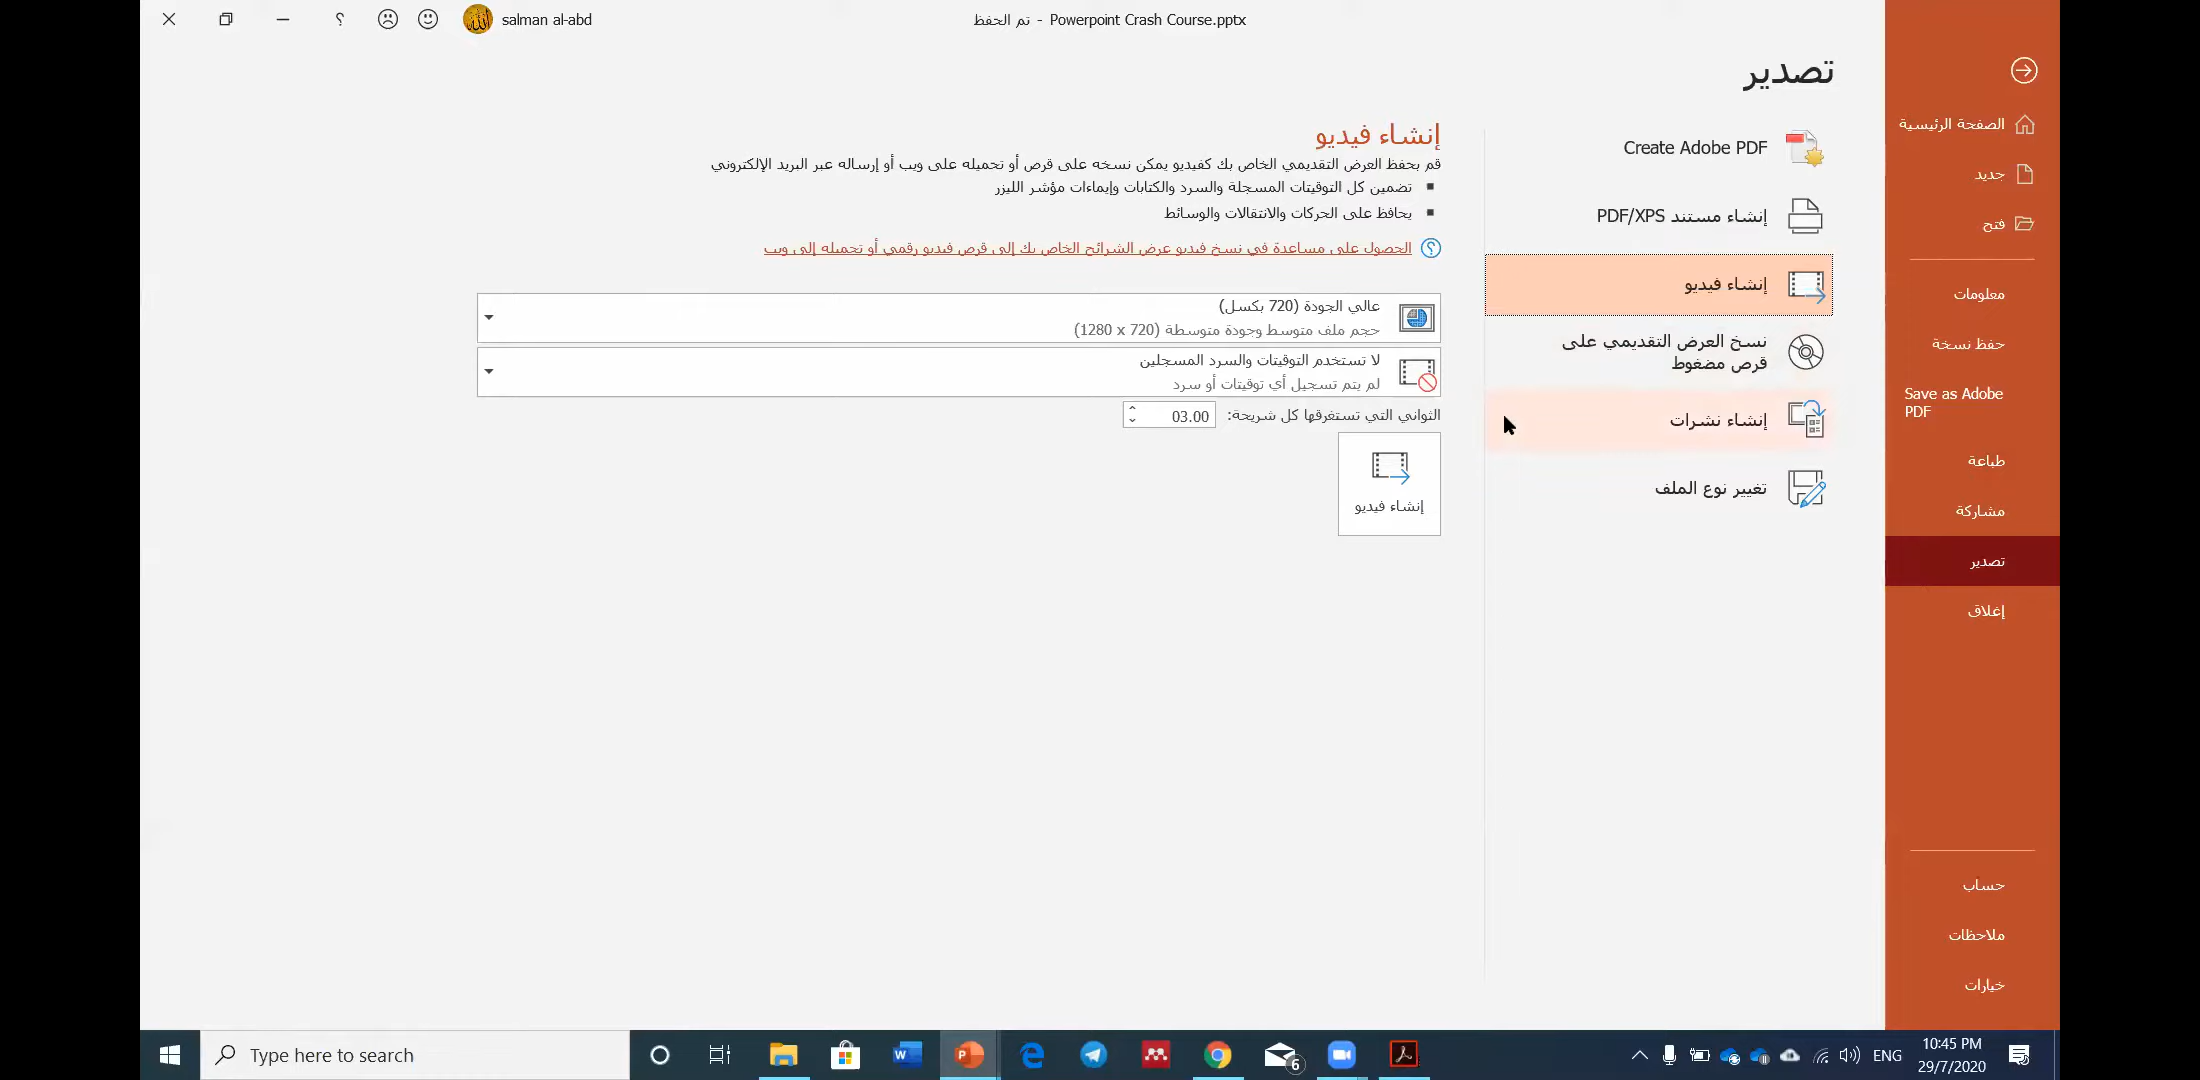 salman al-abd
Powerpoint Crash Course.pptx - تم الحفظ
الصفحة الرئيسية
جديد
فتح
معلومات
حفظ نسخة
Save as Adobe
PDF
طباعة
مشاركة
تصدير
إغلاق
حساب
ملاحظات
خيارات
تصدير
Create Adobe PDF
إنشاء مستند PDF/XPS
إنشاء فيديو
نسخ العرض التقديمي على
قرص مضغوط
إنشاء نشرات
تغيير نوع الملف
إنشاء فيديو
قم بحفظ العرض التقديمي الخاص بك كفيديو يمكن نسخه على قرص أو تحميله على ويب أو إرساله عبر البريد الإلكتروني
تضمين كل التوقيتات المسجلة والسرد والكتابات وإيماءات مؤشر الليزر
يحافظ على الحركات والانتقالات والوسائط
الحصول على مساعدة في نسخ فيديو عرض الشرائح الخاص بك إلى قرص فيديو رقمي أو تحميله إلى ويب
عالي الجودة (720 بكسل)
حجم ملف متوسط وجودة متوسطة (720 x 1280)
لا تستخدم التوقيتات والسرد المسجلين
لم يتم تسجيل أي توقيتات أو سرد
الثواني التي تستغرقها كل شريحة: 03.00
إنشاء فيديو
Type here to search
6
ENG
10:45 PM
29/7/2020